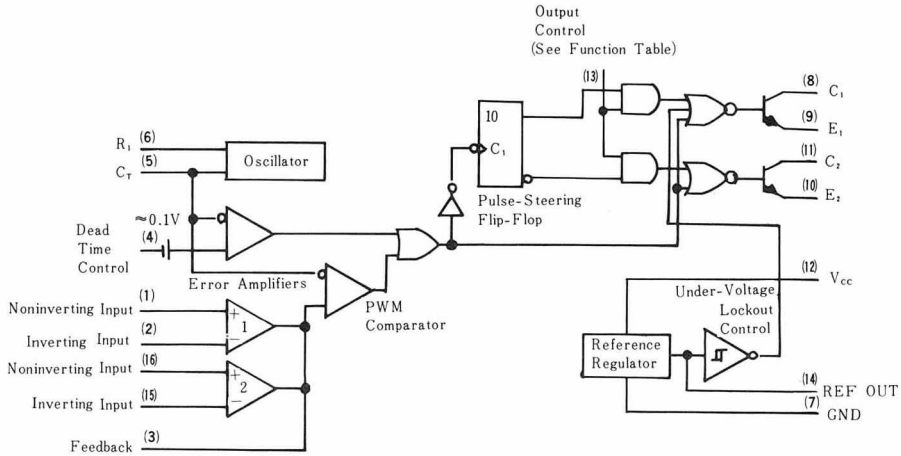 Output
Control
(See Function Table)
(13)
(8)
C₁
(9)
E₁
(11)
C₂
(10)
E₂
10
C₁
Pulse-Steering
Flip-Flop
(6)
R₁
(5)
C_T
Oscillator
≈0.1V
Dead
Time
Control
(4)
Error Amplifiers
PWM
Comparator
(1)
Noninverting Input
+
1
(2)
Inverting Input
−
(16)
Noninverting Input
+
2
(15)
Inverting Input
−
(3)
Feedback
(12)
Vcc
Under-Voltage
Lockout
Control
Reference
Regulator
(14)
REF OUT
(7)
GND